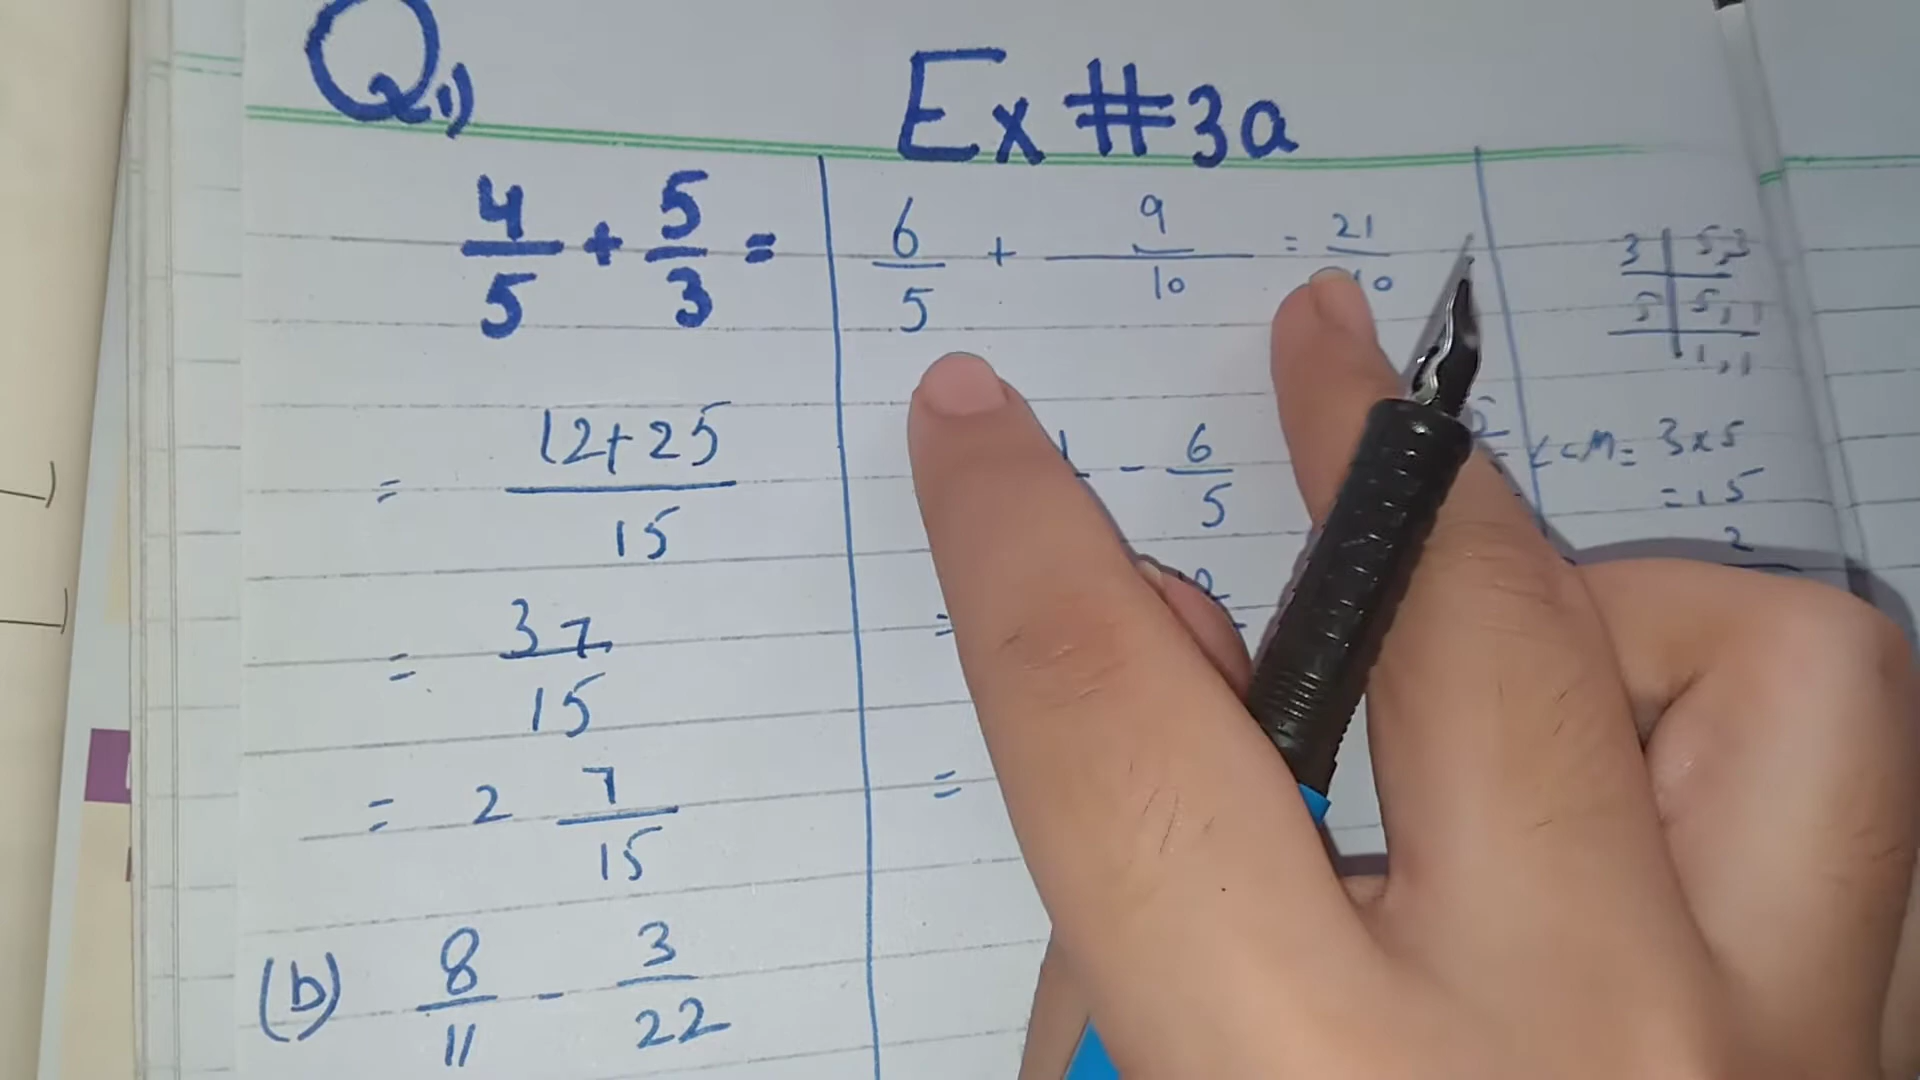 Q1)
Ex #3a
4/5 + 5/3 =
= 12+25/15
= 37/15
= 2 7/15
(b) 8/11 - 3/22
6/5 + 9/10 = 21/10
- 6/5
=
=
3 | 5,3
5 | 5,1
1,1
LCM = 3x5
= 15
2